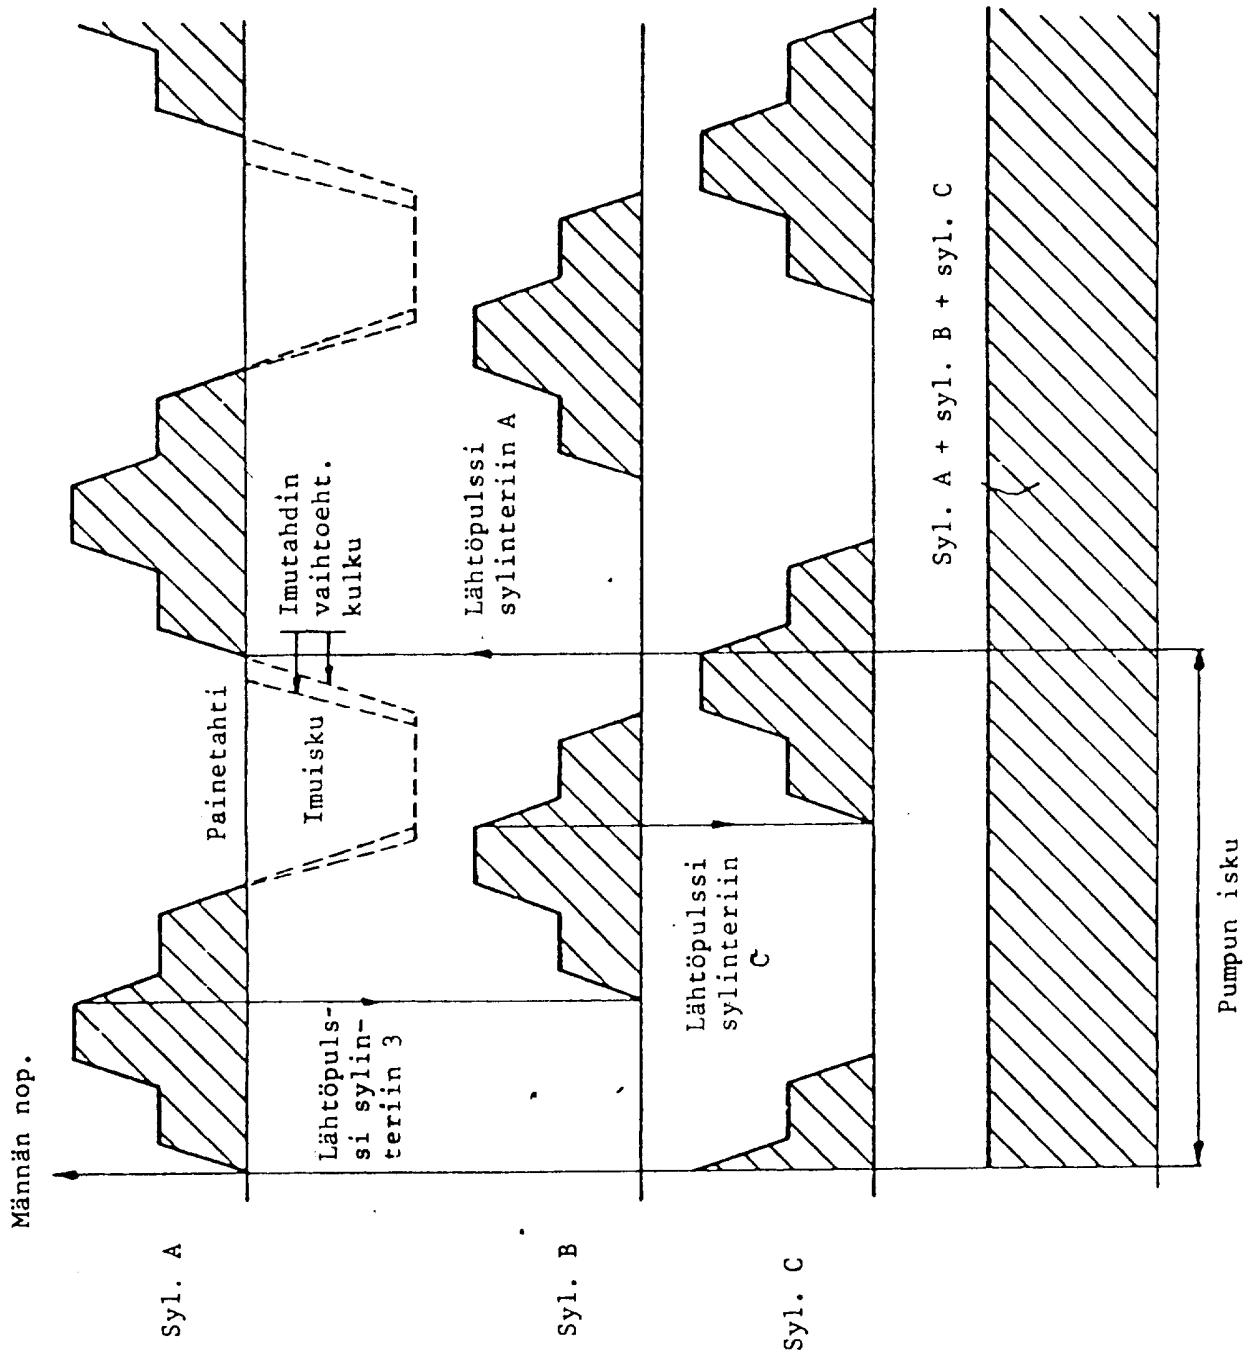 Männän nop.
Syl. A
Painetahti
Imuisku
Imutahdin
vaihtoeht.
kulku
Lähtöpuls-
si sylin-
teriin 3
Syl. B
Lähtöpulssi
sylinteriin A
Syl. C
Lähtöpulssi
sylinteriin
C
Syl. A + syl. B + syl. C
Pumpun isku